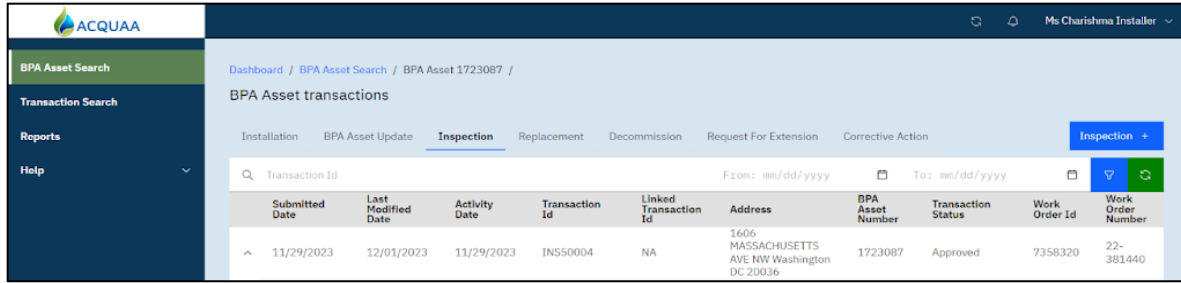 ACQUAA
Ms Charishma Installer
BPA Asset Search
Transaction Search
Reports
Help
Dashboard / BPA Asset Search / BPA Asset 1723087 /
BPA Asset transactions
Installation BPA Asset Update Inspection Replacement Decommission Request For Extension Corrective Action Inspection +
Transaction Id From: mm/dd/yyyy To: mm/dd/yyyy
Submitted Date Last Modified Date Activity Date Transaction Id Linked Transaction Id Address BPA Asset Number Transaction Status Work Order Id Work Order Number
11/29/2023 12/01/2023 11/29/2023 INS50004 NA 1606 MASSACHUSETTS AVE NW Washington DC 20036 1723087 Approved 7358320 22-381440